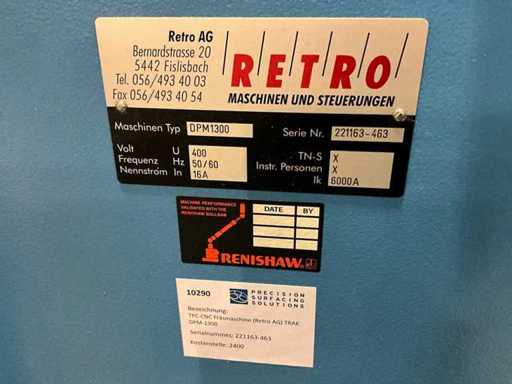 Retro AG
Bernardstrasse 20
5442 Fislisbach
Tel. 056/493 40 03
Fax 056/493 40 54
RETRO
MASCHINEN UND STEUERUNGEN
Maschinen Typ DPM1300 Serie Nr. 221163-463
Volt U 400 TN-S X
Frequenz Hz 50/60 Instr. Personen X
Nennström In 16A Ik 6000A
MACHINE PERFORMANCE
VALIDATED WITH THE
RENISHAW BALLBAR
DATE BY
RENISHAW
10290 PRECISION
SURFACING
SOLUTIONS
Bezeichnung:
TPC-CNC Fräsmaschine (Retro AG) TRAK
DPM-1300
Serialnummer: 221163-463
Kostenstelle: 2400